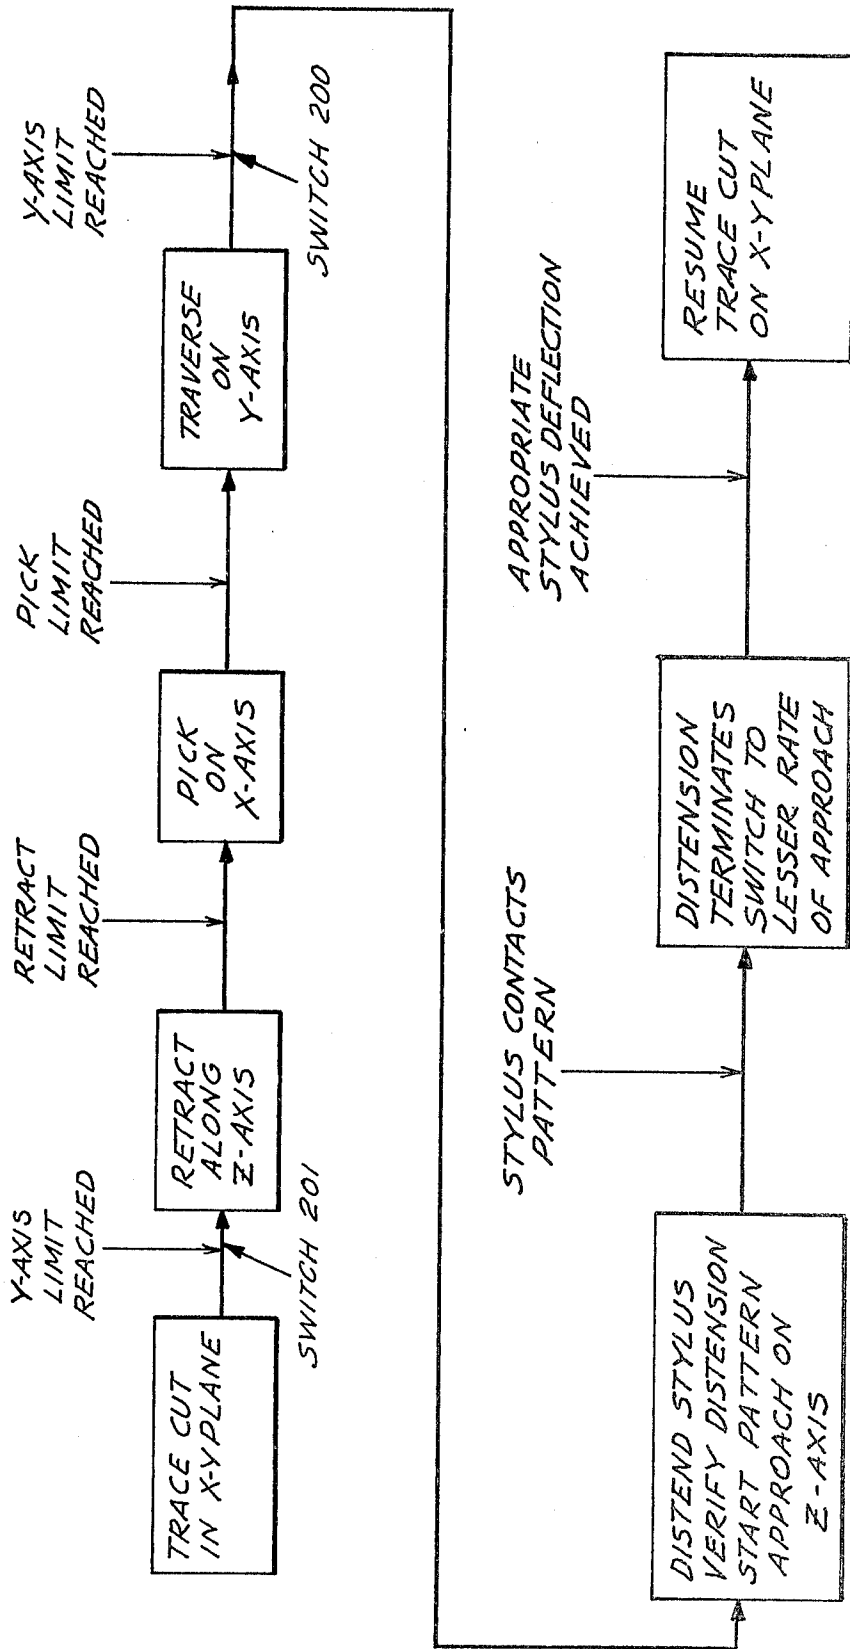 TRACE CUT
IN X-Y PLANE
Y-AXIS
LIMIT
REACHED
SWITCH 201
RETRACT
ALONG
Z-AXIS
RETRACT
LIMIT
REACHED
PICK
ON
X-AXIS
PICK
LIMIT
REACHED
TRAVERSE
ON
Y-AXIS
Y-AXIS
LIMIT
REACHED
SWITCH 200
DISTEND STYLUS
VERIFY DISTENSION
START PATTERN
APPROACH ON
Z-AXIS
STYLUS CONTACTS
PATTERN
DISTENSION
TERMINATES
SWITCH TO
LESSER RATE
OF APPROACH
APPROPRIATE
STYLUS DEFLECTION
ACHIEVED
RESUME
TRACE CUT
ON X-Y PLANE